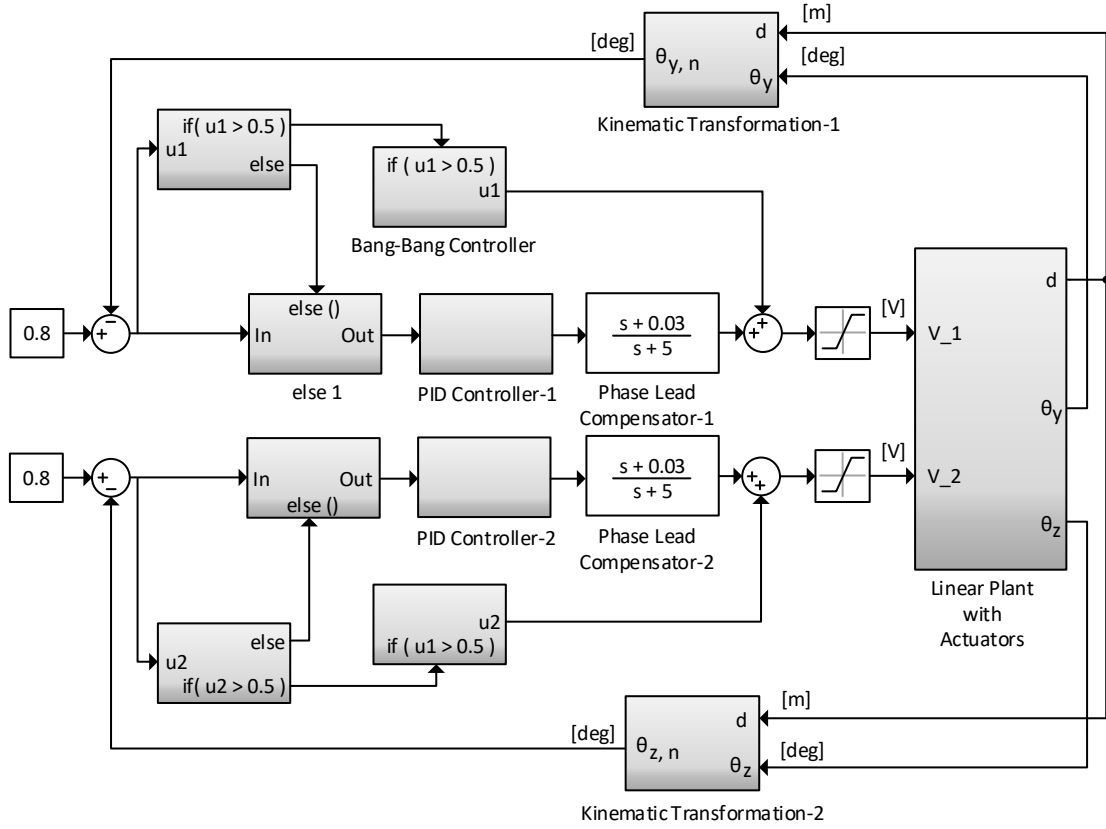 [m]
d
[deg]
θy, n
[deg]
θy
Kinematic Transformation-1
if( u1 > 0.5 )
u1
else
if ( u1 > 0.5 )
u1
Bang-Bang Controller
0.8
+
−
else ()
In
Out
else 1
PID Controller-1
s + 0.03
s + 5
Phase Lead
Compensator-1
+
+
[V]
V_1
d
θy
V_2
θz
Linear Plant
with
Actuators
0.8
+
−
In
Out
else ()
PID Controller-2
s + 0.03
s + 5
Phase Lead
Compensator-2
+
+
[V]
else
u2
if( u2 > 0.5 )
u2
if ( u1 > 0.5 )
[m]
d
[deg]
θz, n
[deg]
θz
Kinematic Transformation-2